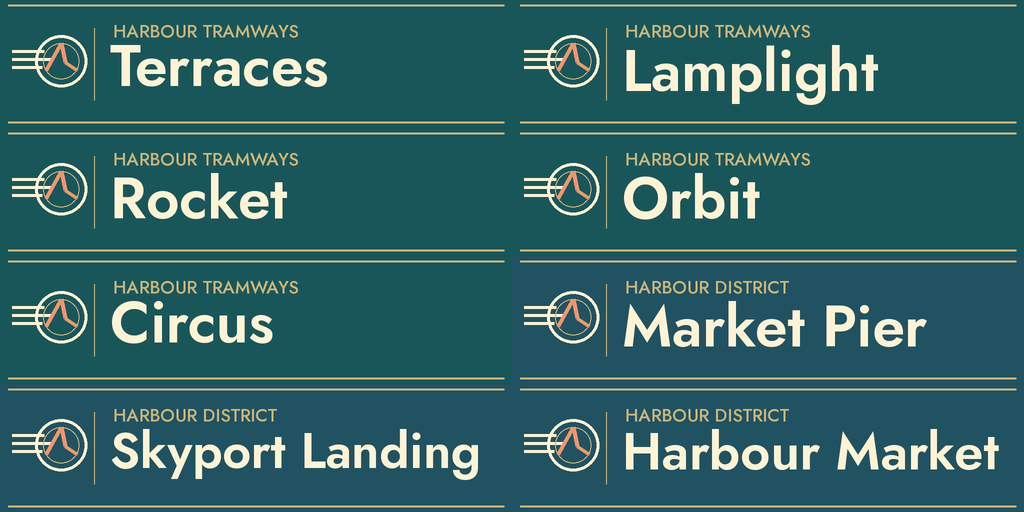 HARBOUR TRAMWAYS
Terraces
HARBOUR TRAMWAYS
Lamplight
HARBOUR TRAMWAYS
Rocket
HARBOUR TRAMWAYS
Orbit
HARBOUR TRAMWAYS
Circus
HARBOUR DISTRICT
Market Pier
HARBOUR DISTRICT
Skyport Landing
HARBOUR DISTRICT
Harbour Market